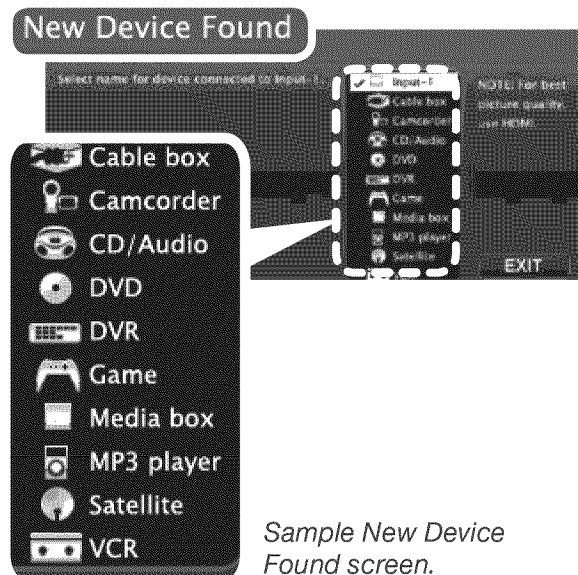 New Device Found
Select name for device connected to Input-1.
Input-1
Cable box
Camcorder
CD/Audio
DVD
DVR
Game
Media box
MP3 player
Satellite
NOTE: For best
picture quality,
use HDMI.
EXIT
Cable box
Camcorder
CD/Audio
DVD
DVR
Game
Media box
MP3 player
Satellite
VCR
Sample New Device
Found screen.